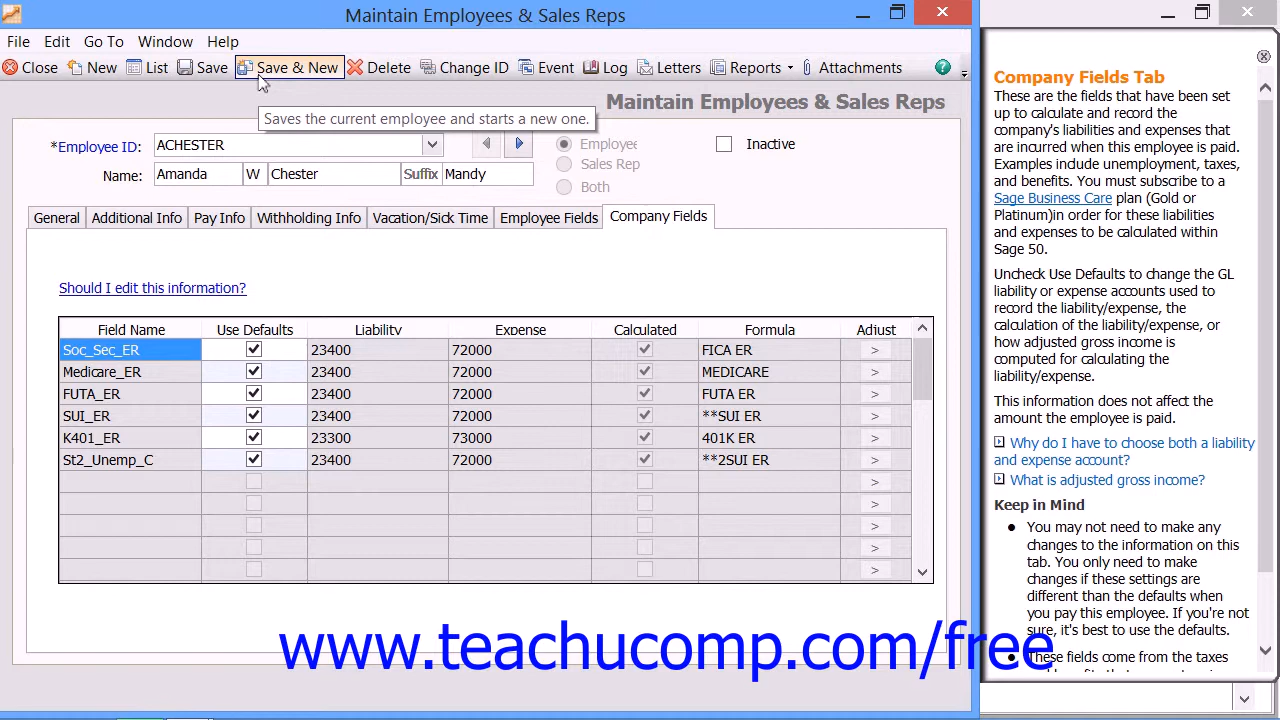 Maintain Employees & Sales Reps
File Edit Go To Window Help
Close New List Save Save & New Delete Change ID Event Log Letters Reports Attachments ?
Maintain Employees & Sales Reps
Saves the current employee and starts a new one.
*Employee ID: ACHESTER Employee Inactive
Sales Rep
Name: Amanda W Chester Suffix Mandy
Both
General Additional Info Pay Info Withholding Info Vacation/Sick Time Employee Fields Company Fields
Should I edit this information?
Field Name Use Defaults Liability Expense Calculated Formula Adjust
Soc_Sec_ER 23400 72000 FICA ER >
Medicare_ER 23400 72000 MEDICARE >
FUTA_ER 23400 72000 FUTA ER >
SUI_ER 23400 72000 **SUI ER >
K401_ER 23300 73000 401K ER >
St2_Unemp_C 23400 72000 **2SUI ER >
>
>
>
>
>
Company Fields Tab
These are the fields that have been set
up to calculate and record the
company's liabilities and expenses that
are incurred when this employee is paid.
Examples include unemployment, taxes,
and benefits. You must subscribe to a
Sage Business Care plan (Gold or
Platinum)in order for these liabilities
and expenses to be calculated within
Sage 50.
Uncheck Use Defaults to change the GL
liability or expense accounts used to
record the liability/expense, the
calculation of the liability/expense, or
how adjusted gross income is
computed for calculating the
liability/expense.
This information does not affect the
amount the employee is paid.
Why do I have to choose both a liability
and expense account?
What is adjusted gross income?
Keep in Mind
● You may not need to make any
changes to the information on this
tab. You only need to make
changes if these settings are
different than the defaults when
you pay this employee. If you're not
sure, it's best to use the defaults.
● These fields come from the taxes
www.teachucomp.com/free